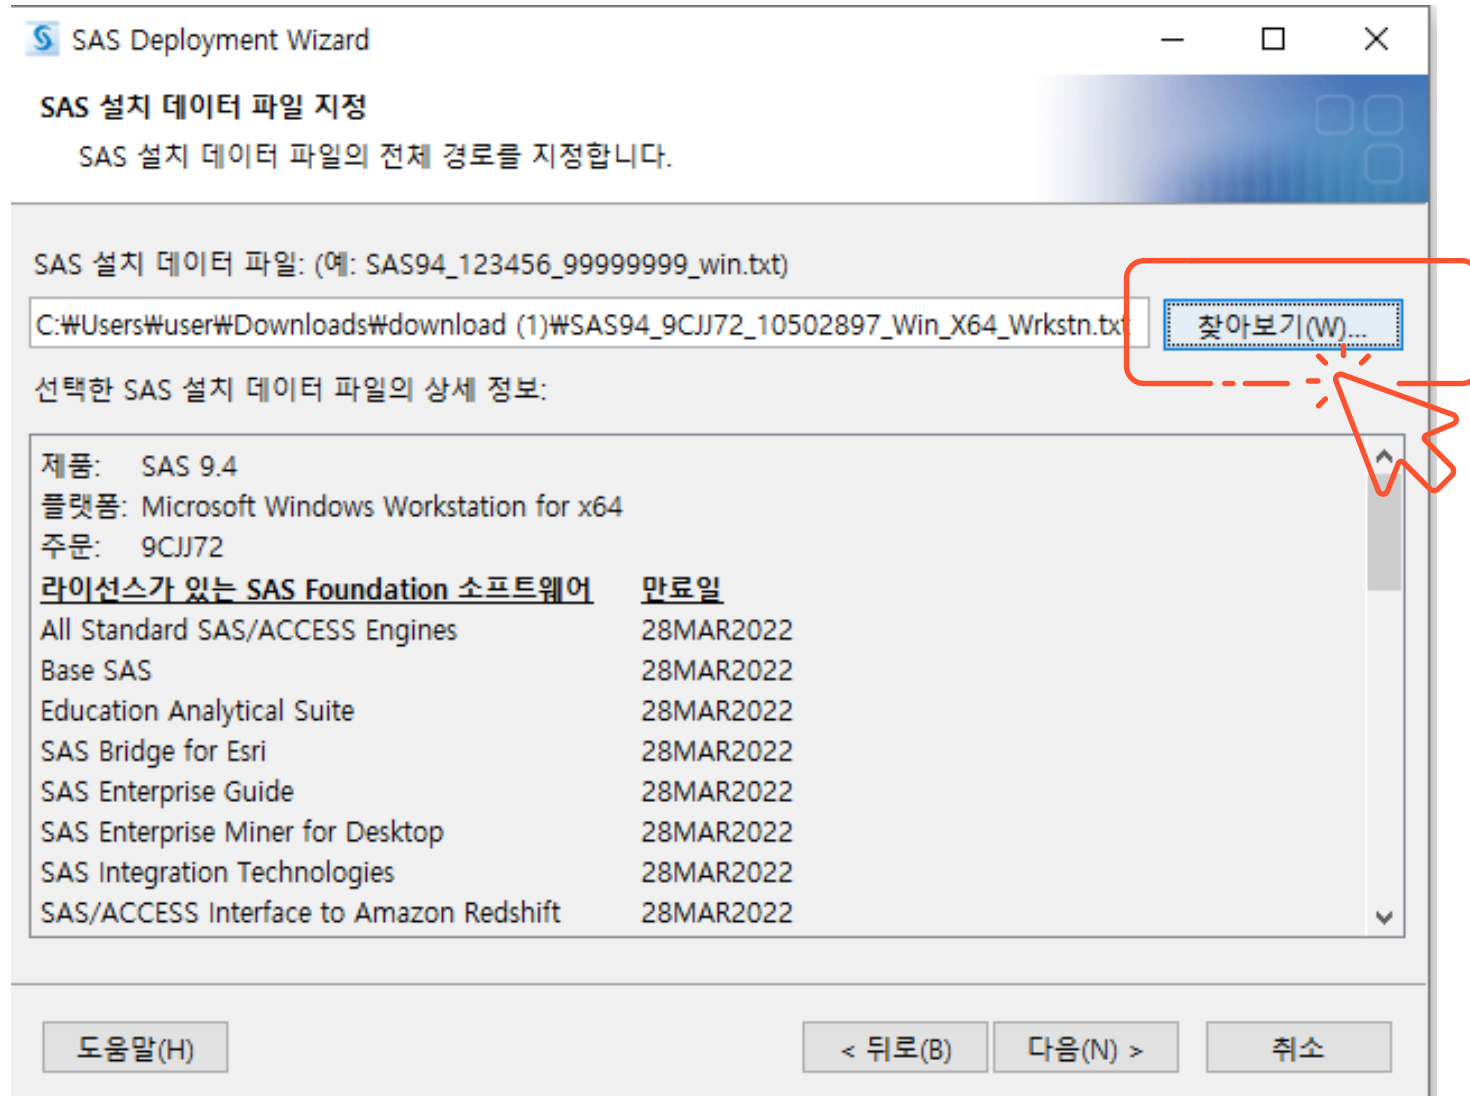 SAS Deployment Wizard
SAS 설치 데이터 파일 지정
SAS 설치 데이터 파일의 전체 경로를 지정합니다.
SAS 설치 데이터 파일: (예: SAS94_123456_99999999_win.txt)
C:₩Users₩user₩Downloads₩download (1)₩SAS94_9CJJ72_10502897_Win_X64_Wrkstn.txt 찾아보기(W)...
선택한 SAS 설치 데이터 파일의 상세 정보:
제품: SAS 9.4
플랫폼: Microsoft Windows Workstation for x64
주문: 9CJJ72
라이선스가 있는 SAS Foundation 소프트웨어 만료일
All Standard SAS/ACCESS Engines 28MAR2022
Base SAS 28MAR2022
Education Analytical Suite 28MAR2022
SAS Bridge for Esri 28MAR2022
SAS Enterprise Guide 28MAR2022
SAS Enterprise Miner for Desktop 28MAR2022
SAS Integration Technologies 28MAR2022
SAS/ACCESS Interface to Amazon Redshift 28MAR2022
도움말(H) < 뒤로(B) 다음(N) > 취소